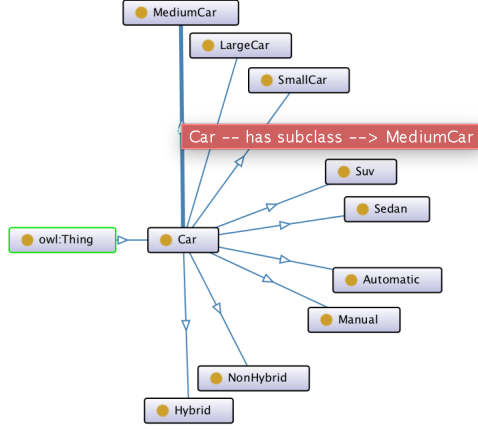 MediumCar
LargeCar
SmallCar
Car -- has subclass --> MediumCar
Suv
Sedan
owl:Thing
Car
Automatic
Manual
NonHybrid
Hybrid